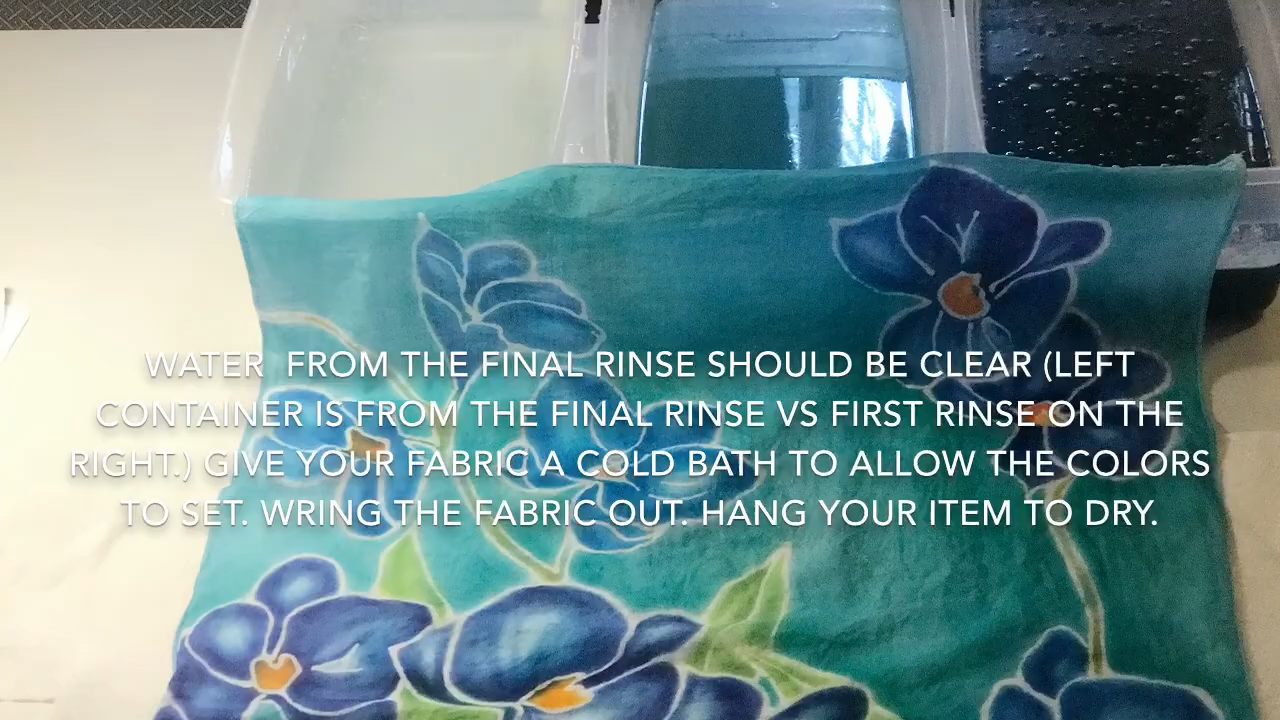 WATER  FROM THE FINAL RINSE SHOULD BE CLEAR (LEFT
CONTAINER IS FROM THE FINAL RINSE VS FIRST RINSE ON THE
RIGHT.) GIVE YOUR FABRIC A COLD BATH TO ALLOW THE COLORS
TO SET. WRING THE FABRIC OUT. HANG YOUR ITEM TO DRY.